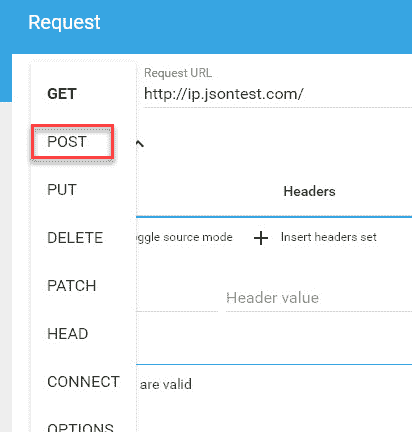 Request
Request URL
GET
http://ip.jsontest.com/
POST
PUT
Headers
DELETE
ggle source mode
Insert headers set
PATCH
Header value
HEAD
CONNECT
are valid
OPTIONS